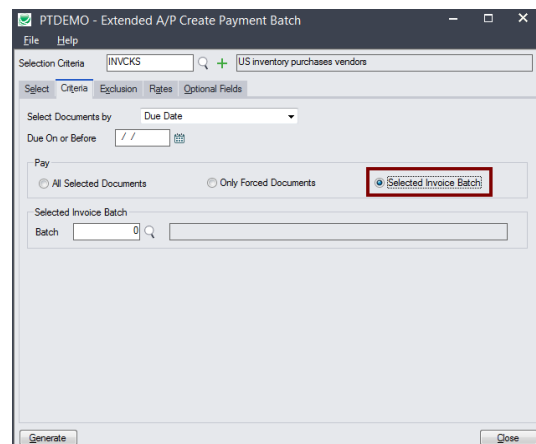 PTDEMO - Extended A/P Create Payment Batch
File Help
Selection Criteria INVCKS US inventory purchases vendors
Select Criteria Exclusion Rates Optional Fields
Select Documents by Due Date
Due On or Before / /
Pay
All Selected Documents Only Forced Documents Selected Invoice Batch
Selected Invoice Batch
Batch 0
Generate Close